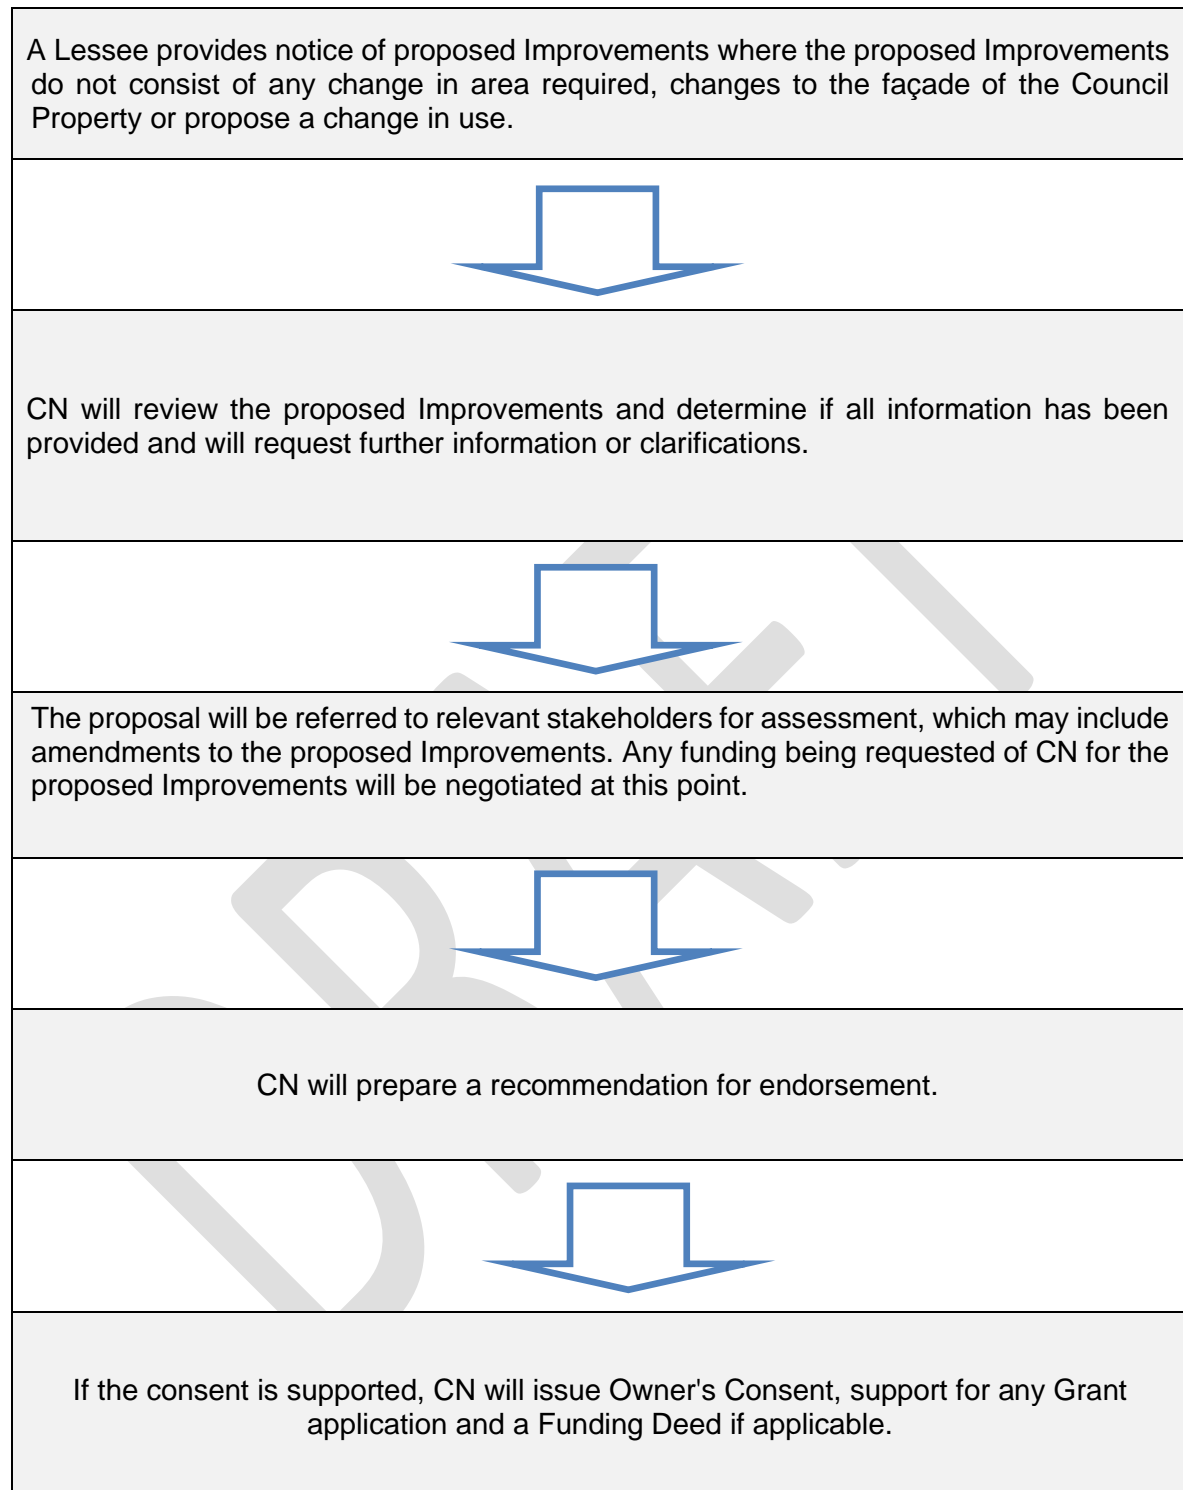 A Lessee provides notice of proposed Improvements where the proposed Improvements
do not consist of any change in area required, changes to the façade of the Council
Property or propose a change in use.
CN will review the proposed Improvements and determine if all information has been
provided and will request further information or clarifications.
The proposal will be referred to relevant stakeholders for assessment, which may include
amendments to the proposed Improvements. Any funding being requested of CN for the
proposed Improvements will be negotiated at this point.
CN will prepare a recommendation for endorsement.
If the consent is supported, CN will issue Owner's Consent, support for any Grant
application and a Funding Deed if applicable.
DRAFT